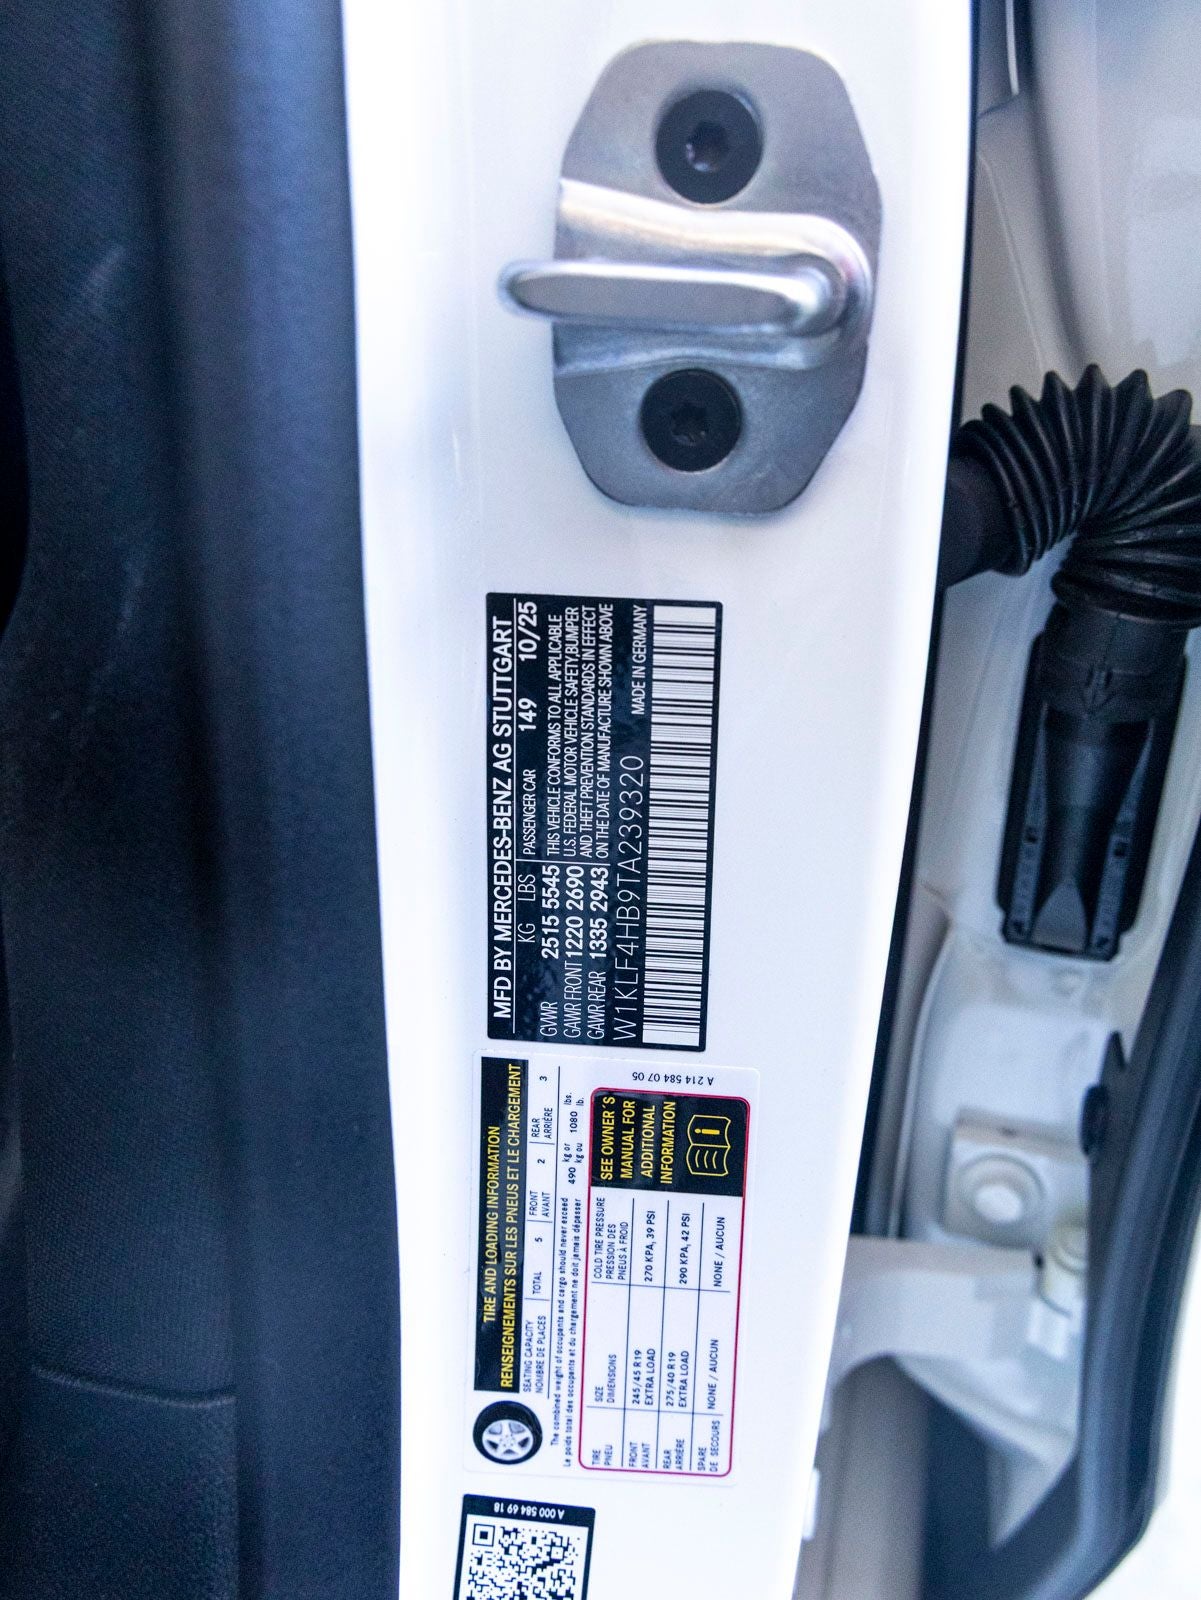 MFD BY MERCEDES-BENZ AG STUTTGART
KG LBS PASSENGER CAR 149 10/25
GVWR 2515 5545 THIS VEHICLE CONFORMS TO ALL APPLICABLE
GAWR FRONT 1220 2690 U.S. FEDERAL MOTOR VEHICLE SAFETY,BUMPER
AND THEFT PREVENTION STANDARDS IN EFFECT
GAWR REAR 1335 2943 ON THE DATE OF MANUFACTURE SHOWN ABOVE
W1KLF4HB9TA239320 MADE IN GERMANY
TIRE AND LOADING INFORMATION
RENSEIGNEMENTS SUR LES PNEUS ET LE CHARGEMENT
SEATING CAPACITY
NOMBRE DE PLACES
TOTAL 5
FRONT
AVANT
2
REAR
ARRIÈRE
3
The combined weight of occupants and cargo should never exceed
Le poids total des occupants et du chargement ne doit jamais dépasser
490 kg or
kg ou
1080 lbs.
lb.
TIRE
PNEU
SIZE
DIMENSIONS
COLD TIRE PRESSURE
PRESSION DES
PNEUS À FROID
FRONT
AVANT
245/45 R19
EXTRA LOAD
270 KPA, 39 PSI
REAR
ARRIÈRE
275/40 R19
EXTRA LOAD
290 KPA, 42 PSI
SPARE
DE SECOURS
NONE / AUCUN
NONE / AUCUN
SEE OWNER'S
MANUAL FOR
ADDITIONAL
INFORMATION
i
A 214 584 07 05
A 000 584 69 18